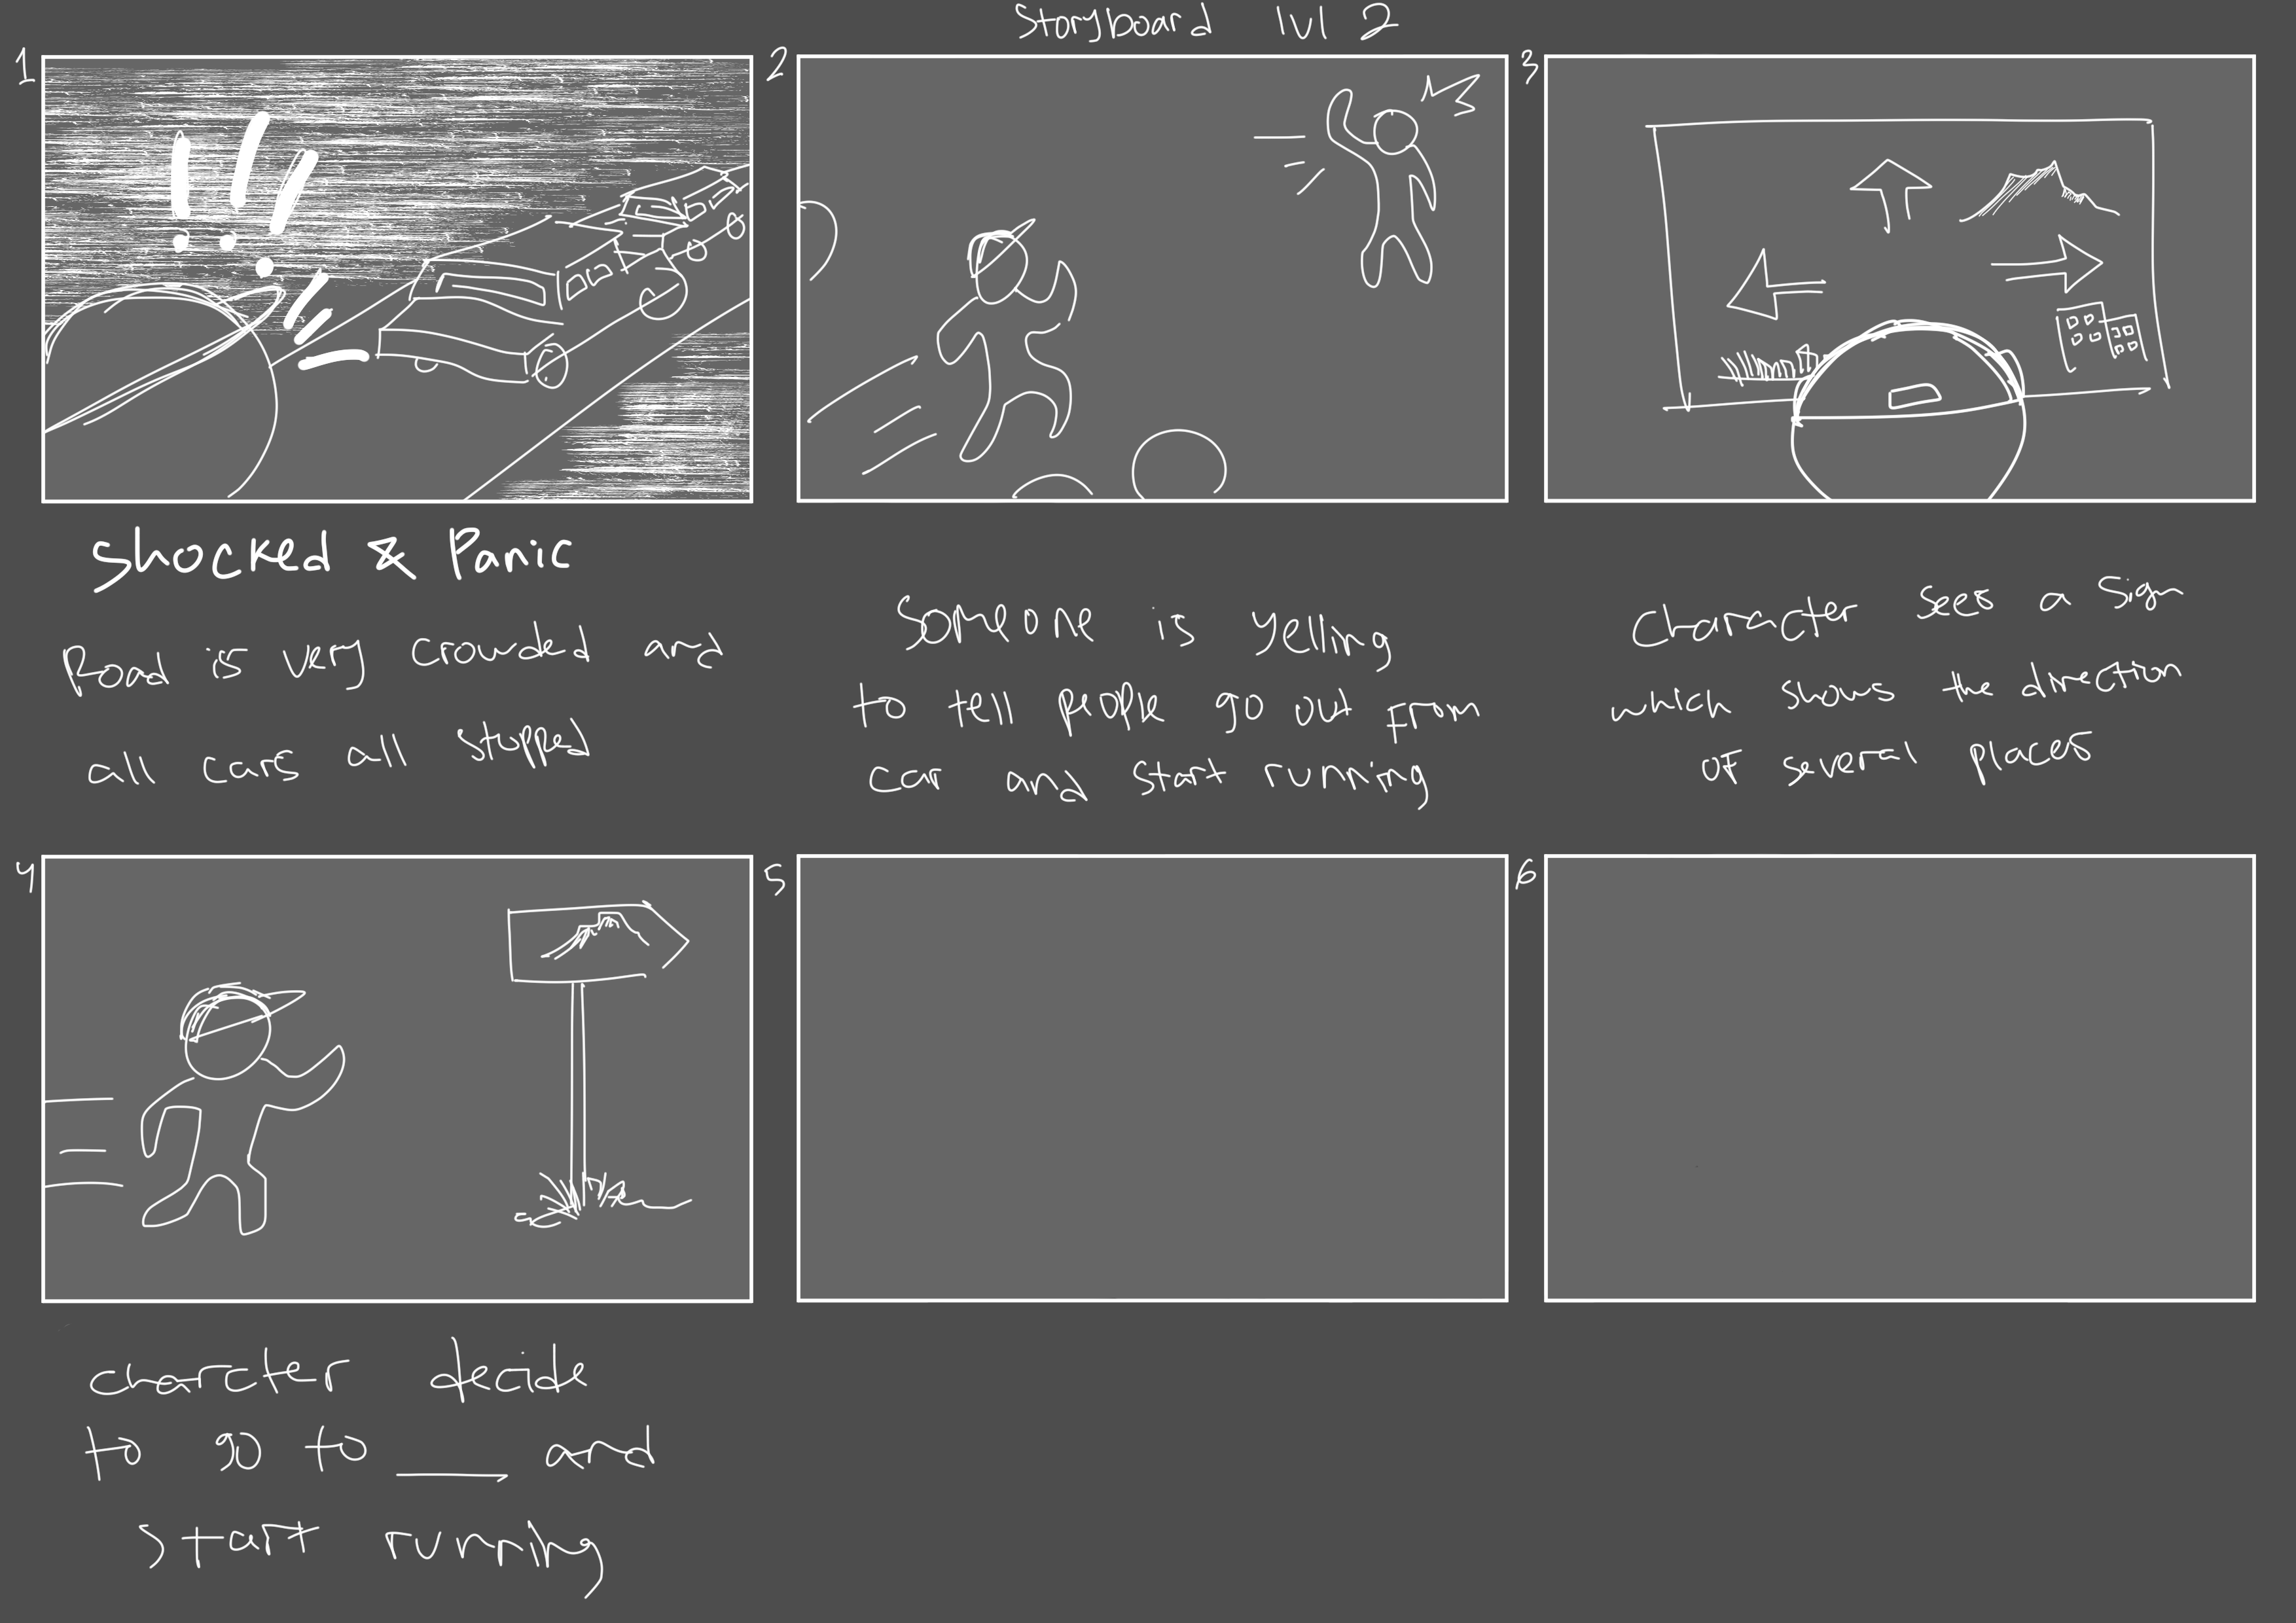 Storyboard lvl 2
1
2
3
Shocked & Panic
Road is very crowded and
all cars all stopped
Someone is yelling
to tell people go out from
car and start running
Character sees a sign
which shows the direction
of several places
4
5
6
charcter decide
to go to ____ and
start running